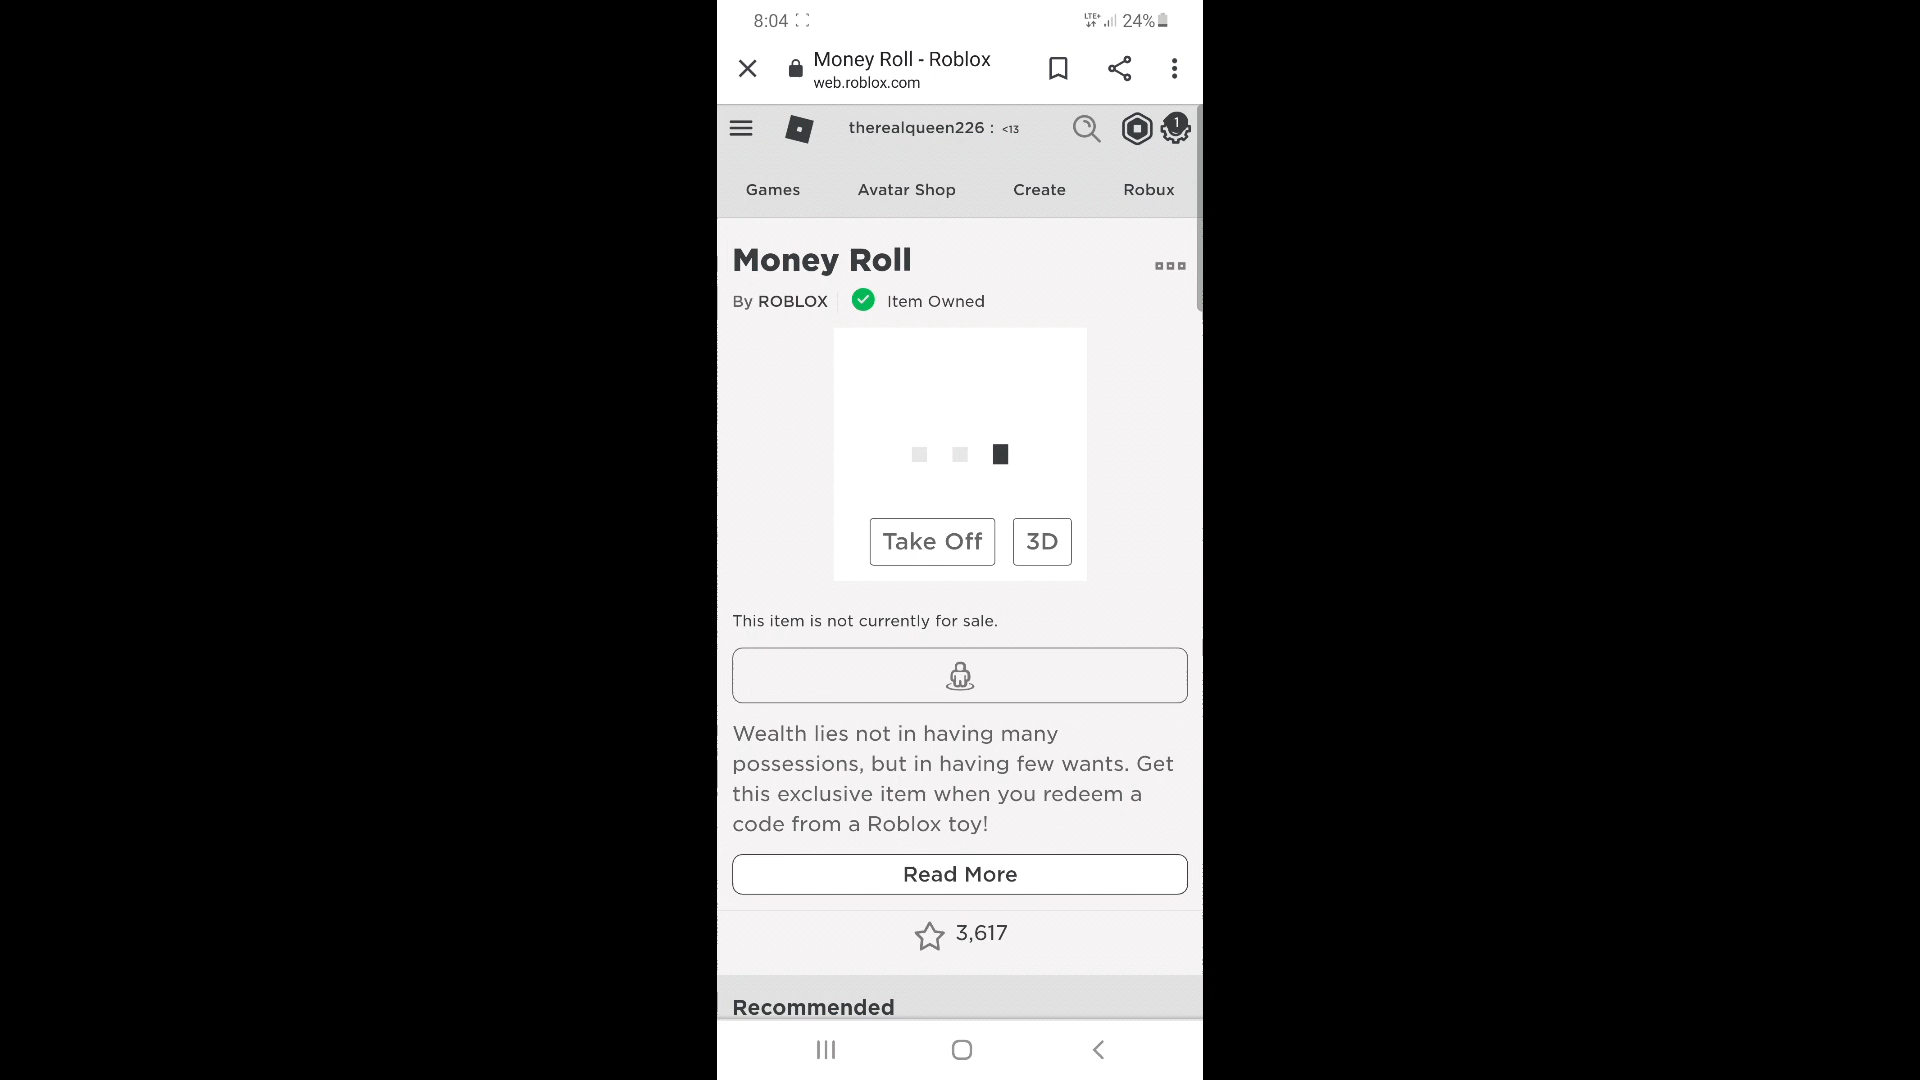 8:04 LTE+ 24%
Money Roll - Roblox
web.roblox.com
therealqueen226 : <13 1
Games Avatar Shop Create Robux
Money Roll
By ROBLOX Item Owned
Take Off 3D
This item is not currently for sale.
Wealth lies not in having many
possessions, but in having few wants. Get
this exclusive item when you redeem a
code from a Roblox toy!
Read More
3,617
Recommended